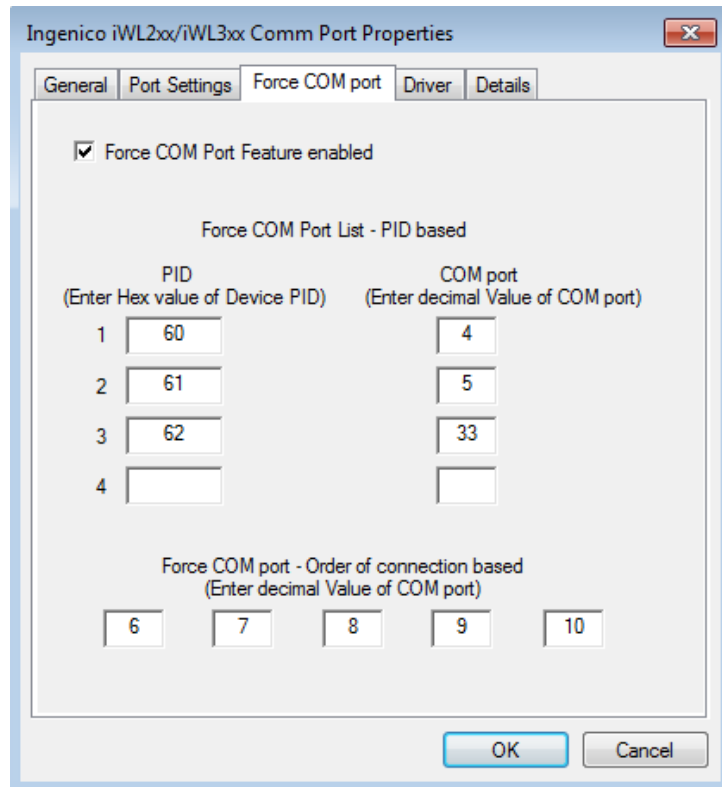 Ingenico iWL2xx/iWL3xx Comm Port Properties
General Port Settings Force COM port Driver Details
Force COM Port Feature enabled
Force COM Port List - PID based
PID COM port
(Enter Hex value of Device PID) (Enter decimal Value of COM port)
1 60 4
2 61 5
3 62 33
4
Force COM port - Order of connection based
(Enter decimal Value of COM port)
6 7 8 9 10
OK Cancel